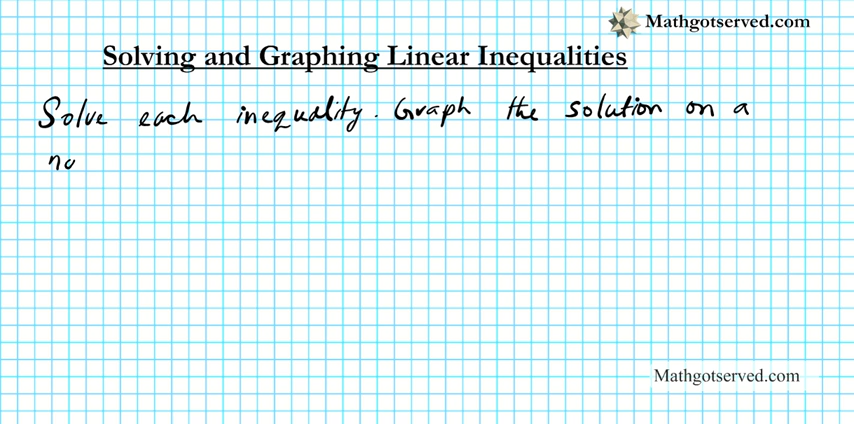 Mathgotserved.com
Solving and Graphing Linear Inequalities
Solve each inequality. Graph the solution on a
no
Mathgotserved.com